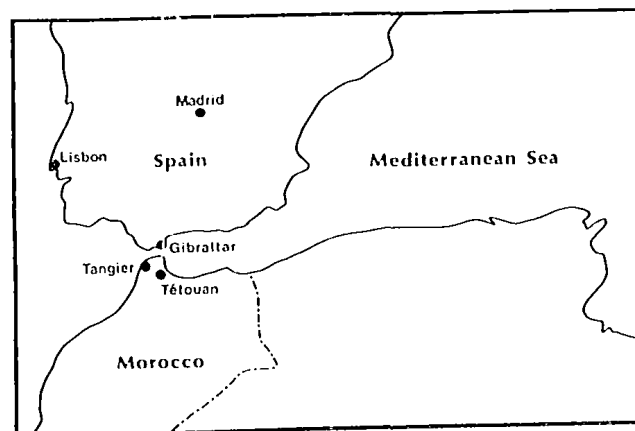 Madrid
Lisbon
Spain
Mediterranean Sea
Gibraltar
Tangier
Tétouan
Morocco